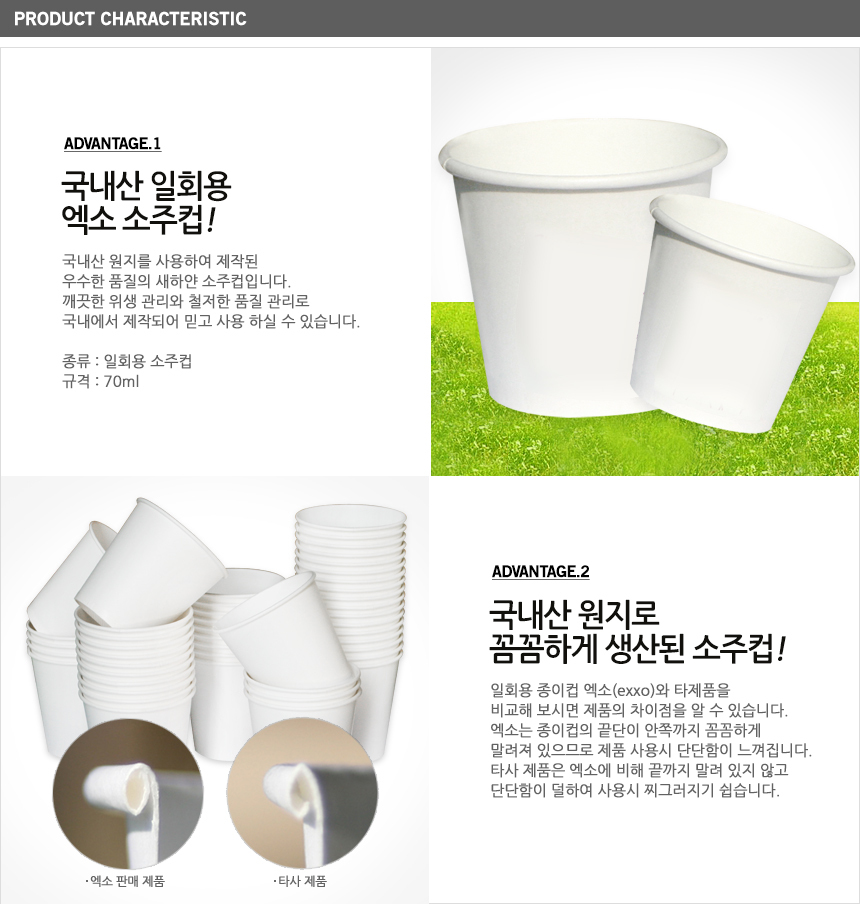 PRODUCT CHARACTERISTIC
ADVANTAGE.1
국내산 일회용
엑소 소주컵!
국내산 원지를 사용하여 제작된
우수한 품질의 새하얀 소주컵입니다.
깨끗한 위생 관리와 철저한 품질 관리로
국내에서 제작되어 믿고 사용 하실 수 있습니다.
종류 : 일회용 소주컵
규격 : 70ml
ADVANTAGE.2
국내산 원지로
꼼꼼하게 생산된 소주컵!
일회용 종이컵 엑소(exxo)와 타제품을
비교해 보시면 제품의 차이점을 알 수 있습니다.
엑소는 종이컵의 끝단이 안쪽까지 꼼꼼하게
말려져 있으므로 제품 사용시 단단함이 느껴집니다.
타사 제품은 엑소에 비해 끝까지 말려 있지 않고
단단함이 덜하여 사용시 찌그러지기 쉽습니다.
·엑소 판매 제품
·타사 제품